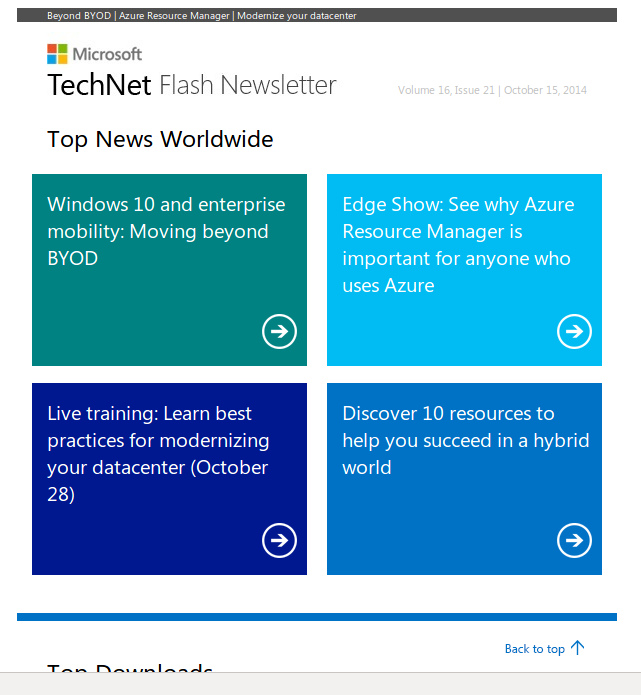 Beyond BYOD | Azure Resource Manager | Modernize your datacenter
Microsoft
TechNet Flash Newsletter
Volume 16, Issue 21 | October 15, 2014
Top News Worldwide
Windows 10 and enterprise
mobility: Moving beyond
BYOD
Edge Show: See why Azure
Resource Manager is
important for anyone who
uses Azure
Live training: Learn best
practices for modernizing
your datacenter (October
28)
Discover 10 resources to
help you succeed in a hybrid
world
Back to top
Top Downloads